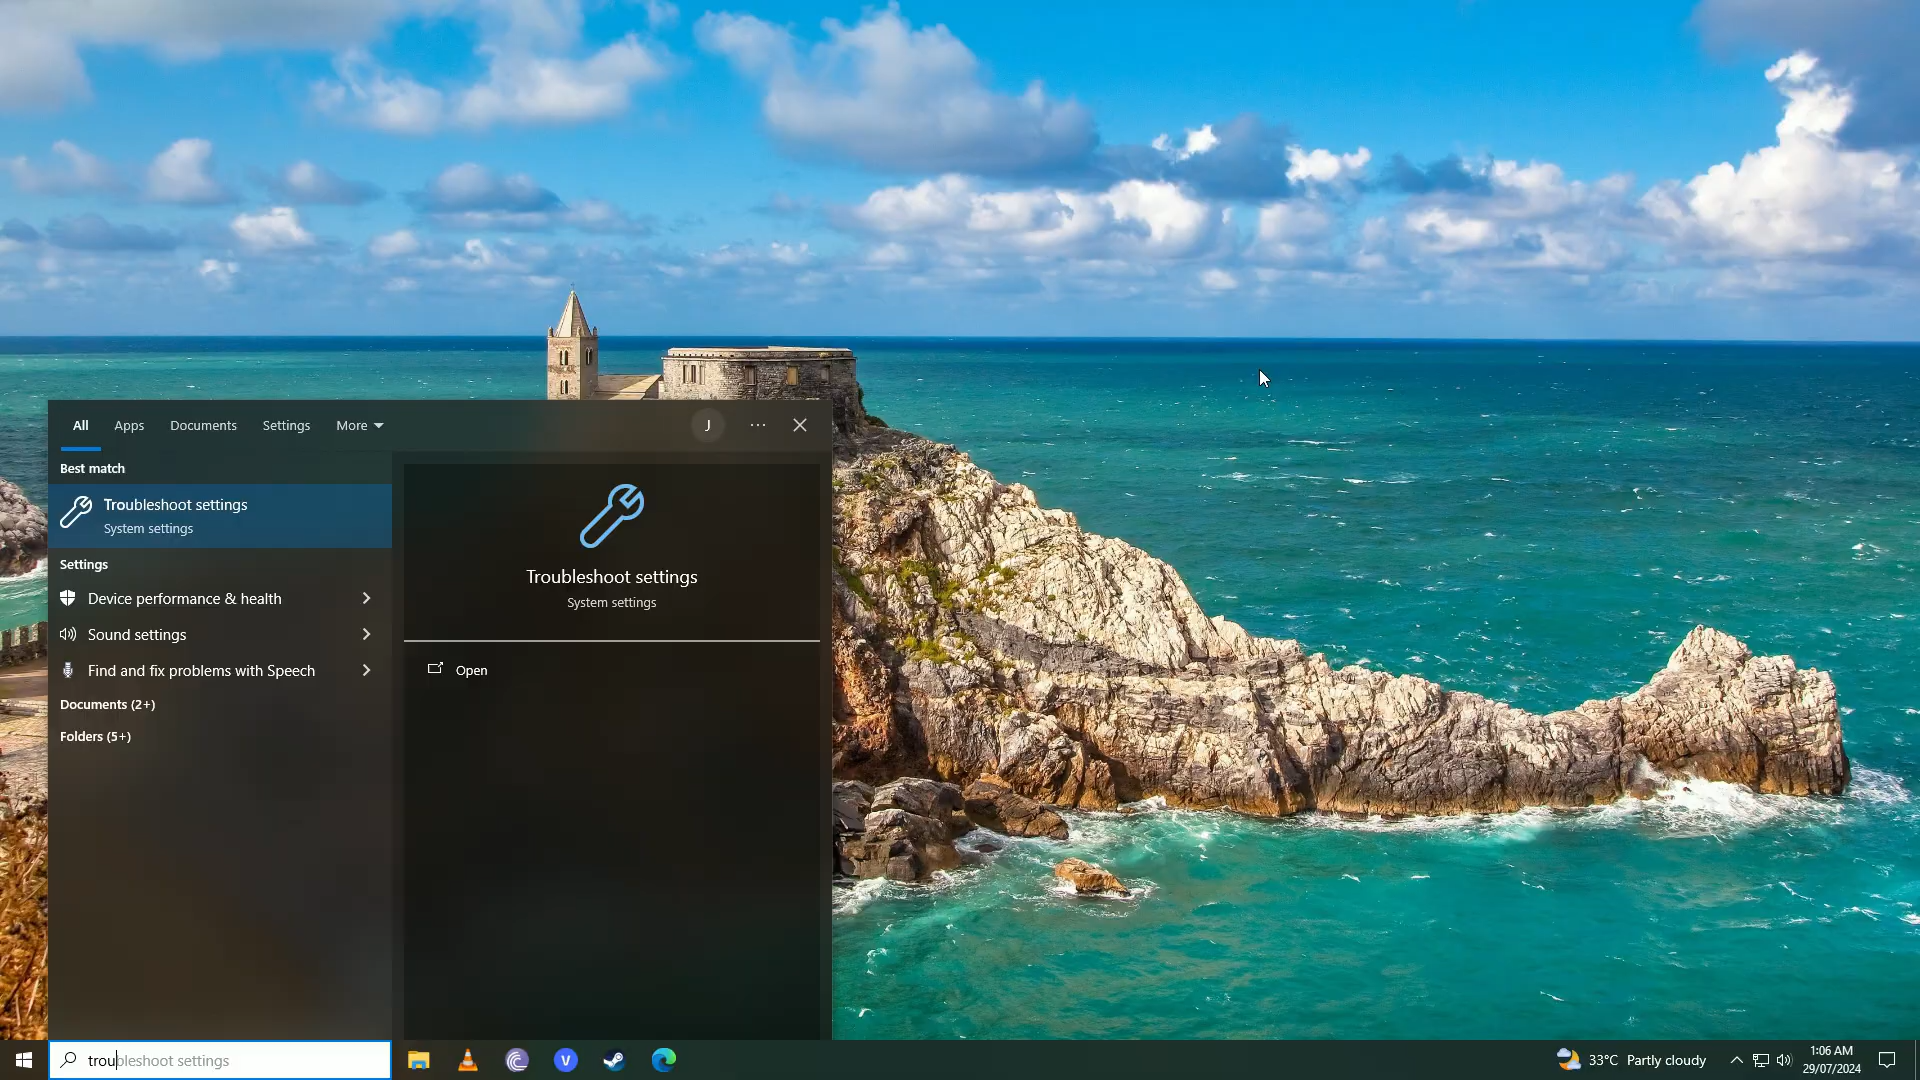 All Apps Documents Settings More J ...
Best match
Troubleshoot settings
System settings
Settings
Device performance & health
Sound settings
Find and fix problems with Speech
Documents (2+)
Folders (5+)
Troubleshoot settings
System settings
Open
troubleshoot settings
V
33°C Partly cloudy
1:06 AM
29/07/2024